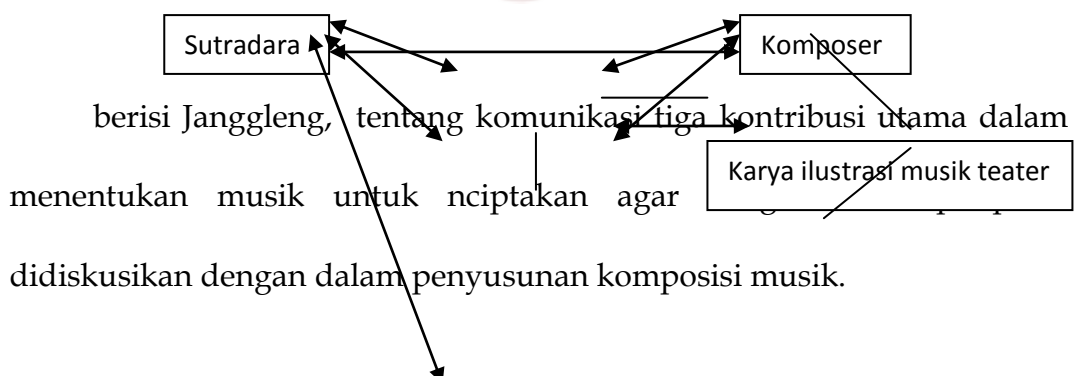 Sutradara Komposer
berisi Janggleng, tentang komunikasi tiga kontribusi utama dalam
Karya ilustrasi musik teater
menentukan musik untuk nciptakan agar
didiskusikan dengan dalam penyusunan komposisi musik.